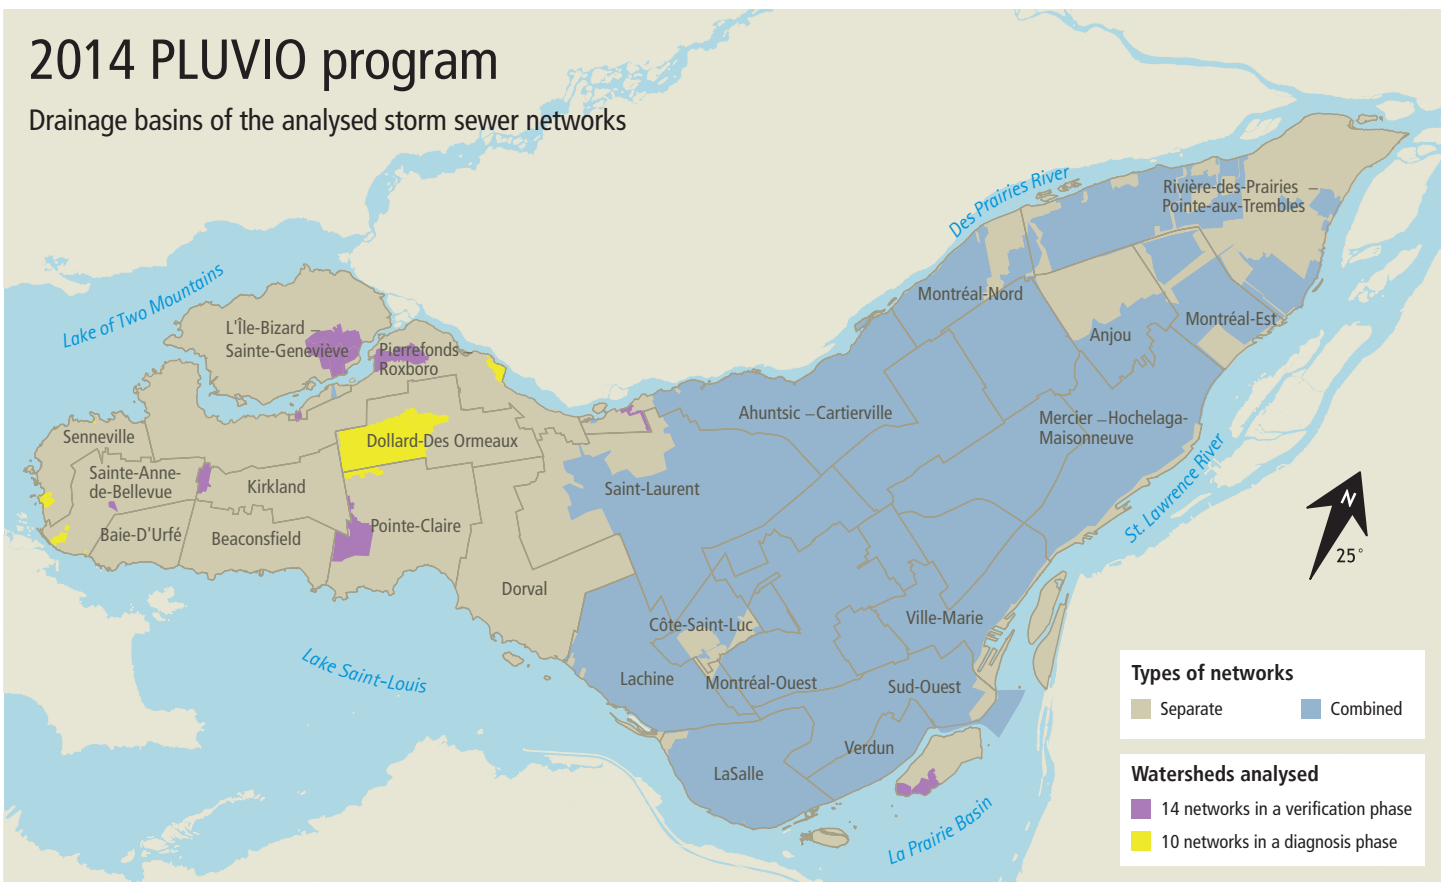 2014 PLUVIO program
Drainage basins of the analysed storm sewer networks
Des Prairies River
Rivière-des-Prairies –
Pointe-aux-Trembles
Lake of Two Mountains
Montréal-Nord
L'Île-Bizard –
Sainte-Geneviève
Montréal-Est
Anjou
Pierrefonds
Roxboro
Ahuntsic – Cartierville
Mercier – Hochelaga-
Maisonneuve
Senneville
Dollard-Des Ormeaux
Sainte-Anne-
de-Bellevue
Kirkland
Saint-Laurent
St. Lawrence River
N
25°
Baie-D'Urfé
Beaconsfield
Pointe-Claire
Dorval
Côte-Saint-Luc
Ville-Marie
Lake Saint-Louis
Lachine
Montréal-Ouest
Sud-Ouest
Verdun
LaSalle
La Prairie Basin
Types of networks
Separate
Combined
Watersheds analysed
14 networks in a verification phase
10 networks in a diagnosis phase